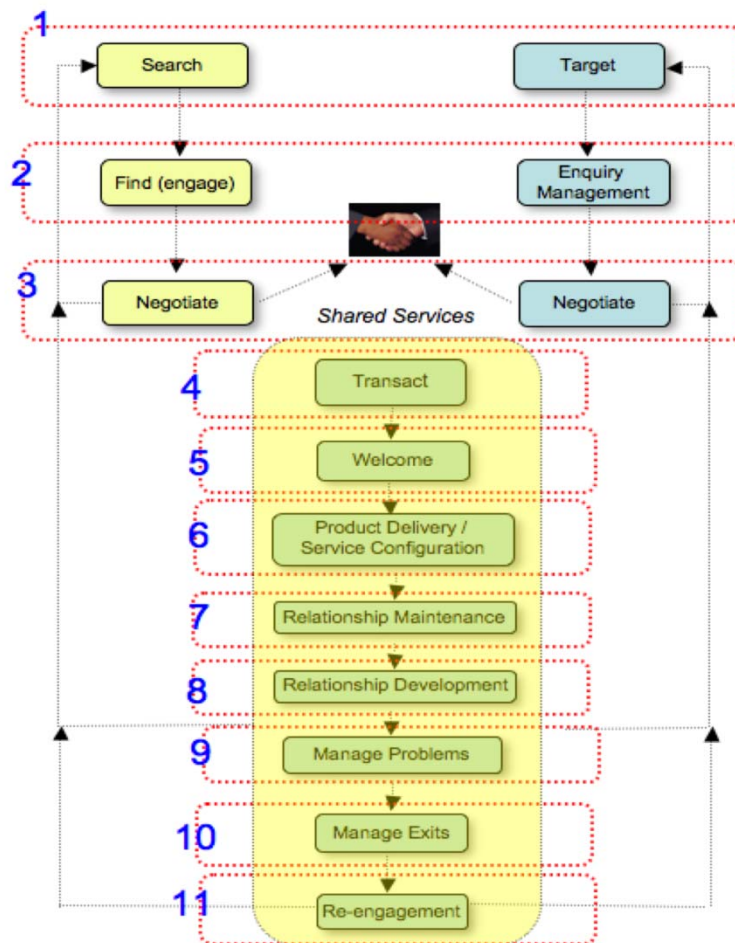 1
Search
Target
2
Find (engage)
Enquiry
Management
3
Negotiate
Negotiate
Shared Services
4
Transact
5
Welcome
6
Product Delivery /
Service Configuration
7
Relationship Maintenance
8
Relationship Development
9
Manage Problems
10
Manage Exits
11
Re-engagement